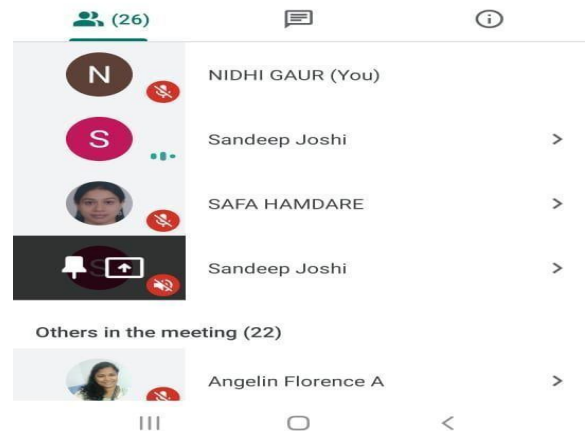 (26)
N NIDHI GAUR (You)
S Sandeep Joshi
SAFA HAMDARE
S Sandeep Joshi
Others in the meeting (22)
Angelin Florence A